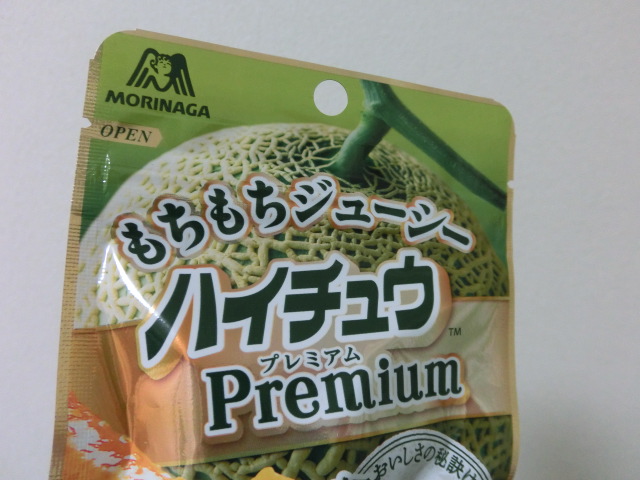 MORINAGA
OPEN
もちもちジューシー
ハイチュウ
TM
プレミアム
Premium
おいしさの秘訣は